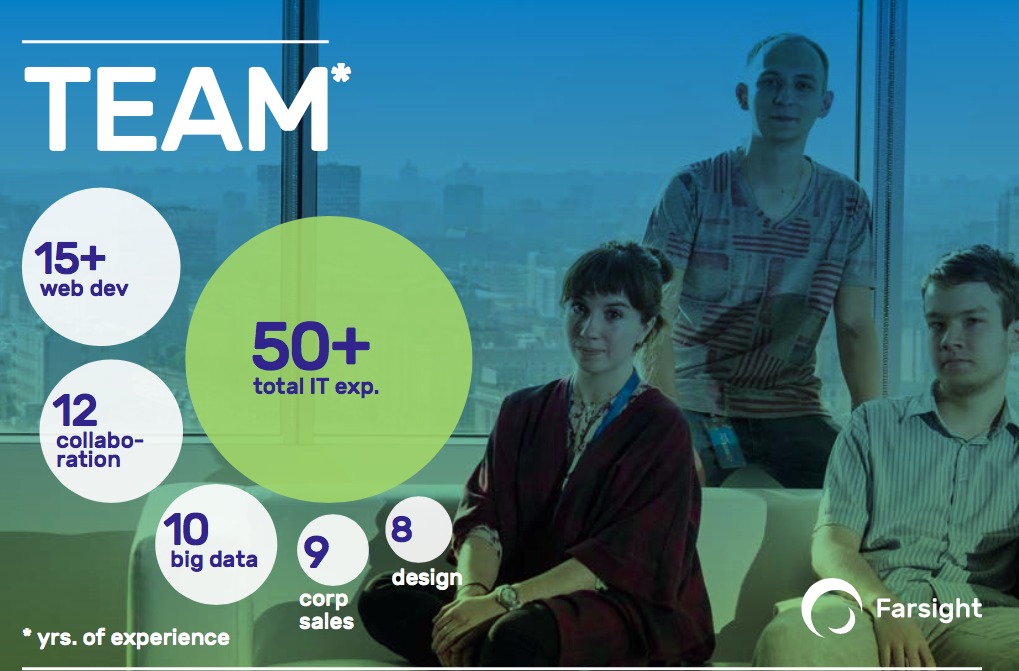 TEAM*
15+
web dev
50+
total IT exp.
12
collabo-
ration
10
big data
9
corp
sales
8
design
* yrs. of experience
Farsight